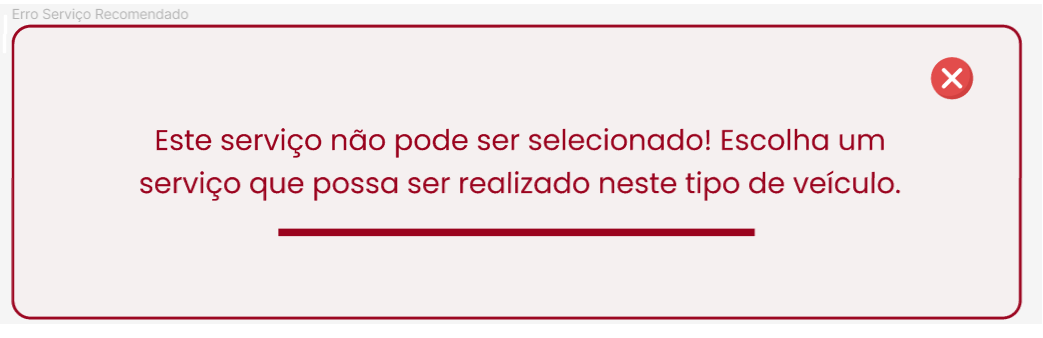 Erro Serviço Recomendado
Este serviço não pode ser selecionado! Escolha um
serviço que possa ser realizado neste tipo de veículo.